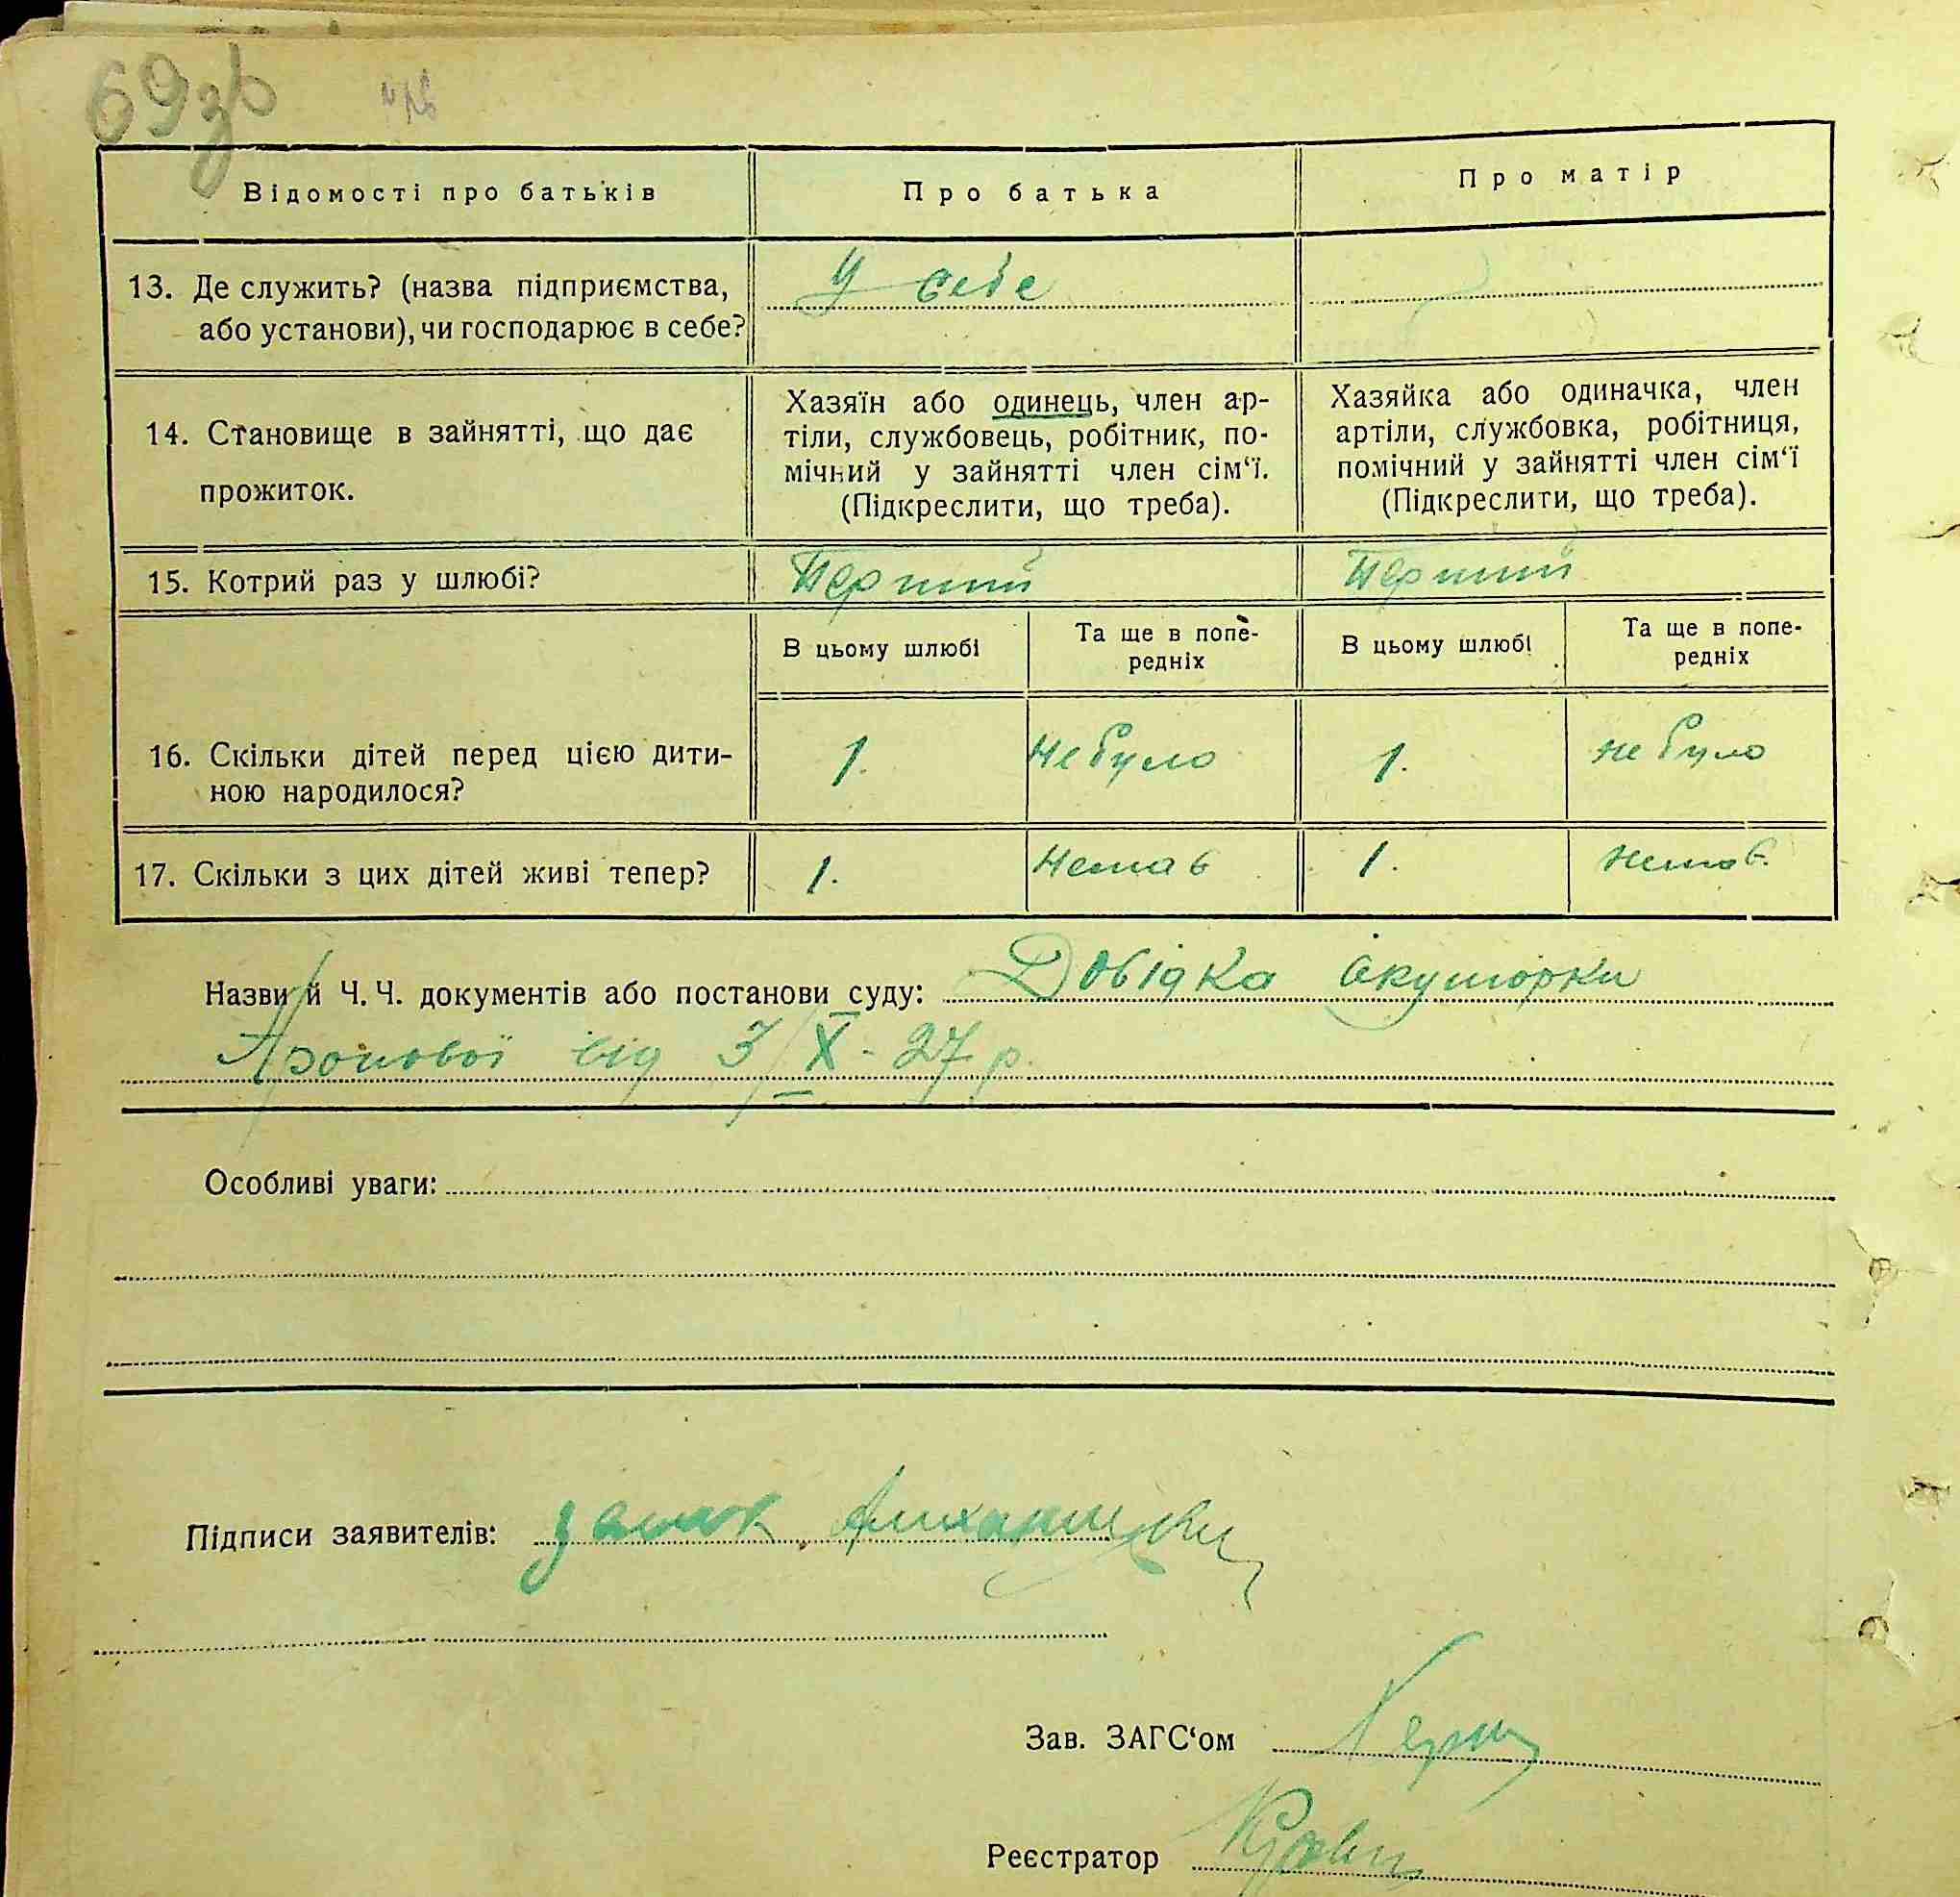 69зв
Відомості про батьків
Про батька
Про матір
13. Де служить? (назва підприємства,
або установи), чи господарює в себе?
У себе
14. Становище в зайнятті, що дає
прожиток.
Хазяїн або одинець, член ар-
тіли, службовець, робітник, по-
мічний у зайнятті член сім‘ї.
(Підкреслити, що треба).
Хазяйка або одиначка, член
артіли, службовка, робітниця,
помічний у зайнятті член сім‘ї
(Підкреслити, що треба).
15. Котрий раз у шлюбі?
Перший
Перший
В цьому шлюбі
Та ще в попе-
редніх
В цьому шлюбі
Та ще в попе-
редніх
16. Скільки дітей перед цією дити-
ною народилося?
1.
Не було
1.
не було
17. Скільки з цих дітей живі тепер?
1.
Немає
1.
Немає.
Назви й Ч. Ч. документів або постанови суду: Довідка акушорки
від 3/X - 27 р.
Особливі уваги:
Підписи заявителів:
Зав. ЗАГС‘ом
Реєстратор